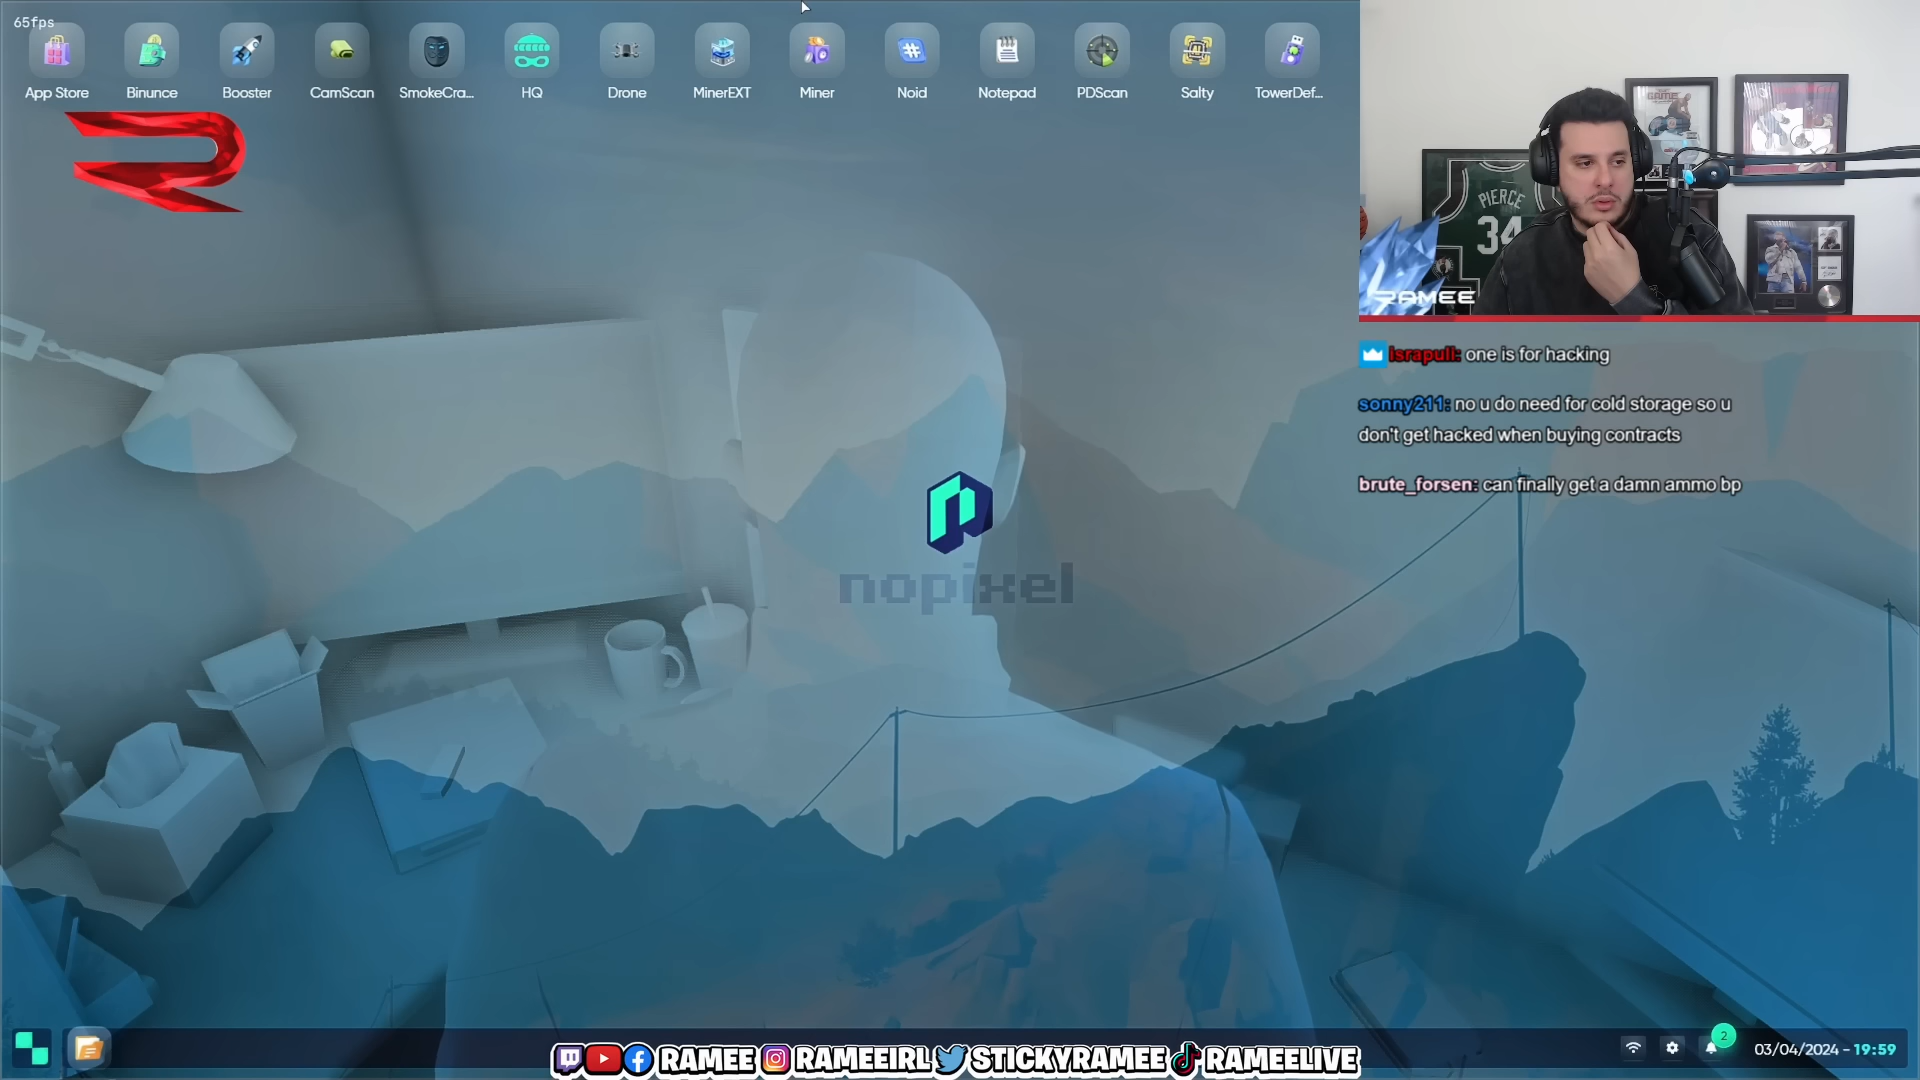 65fps
App Store
Binunce
Booster
CamScan
SmokeCra...
HQ
Drone
MinerEXT
Miner
Noid
Notepad
PDScan
Salty
TowerDef...
PIERCE
34
RAMEE
Israpull: one is for hacking
sonny211: no u do need for cold storage so u
don't get hacked when buying contracts
brute_forsen: can finally get a damn ammo bp
nopixel
RAMEE
RAMEEIRL
STICKYRAMEE
RAMEELIVE
2
03/04/2024 - 19:59